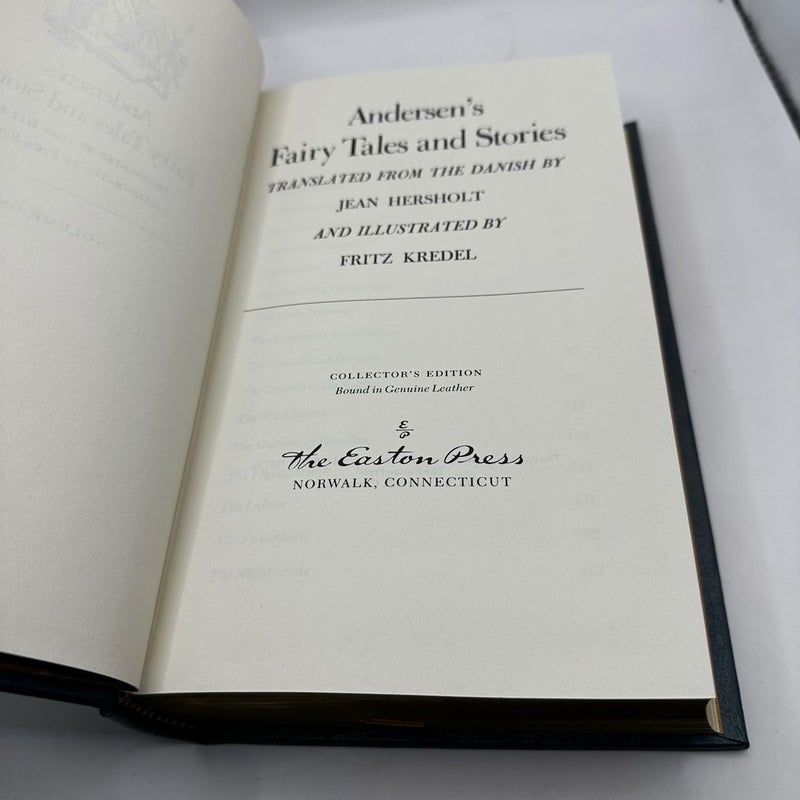 Andersen's
Fairy Tales and Stories
TRANSLATED FROM THE DANISH BY
JEAN HERSHOLT
AND ILLUSTRATED BY
FRITZ KREDEL
COLLECTOR'S EDITION
Bound in Genuine Leather
The Easton Press
NORWALK, CONNECTICUT